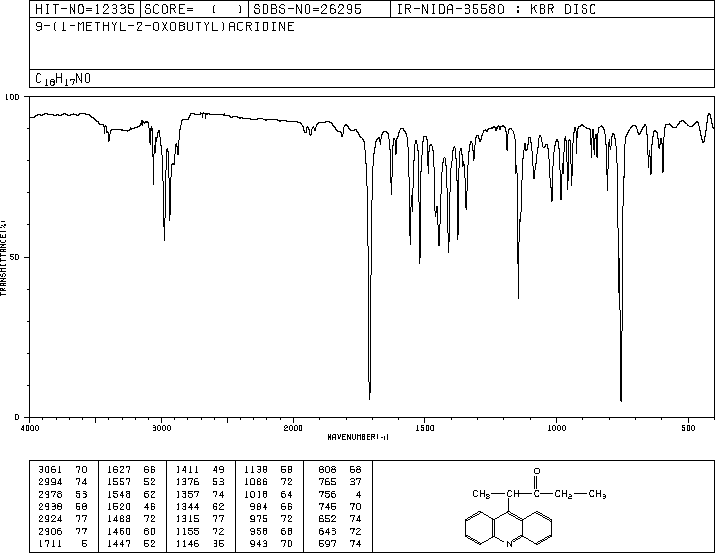 HIT-NO=12335 SCORE= ( ) SDBS-NO=26295 IR-NIDA-35580 : KBR DISC
9-(1-METHYL-2-OXOBUTYL)ACRIDINE
C18H17NO
100
50
0
TRANSMITTANCE(%)
4000 3000 2000 1500 1000 500
WAVENUMBER(-1)
3061 70 1627 66 1411 49 1138 58 808 68
2994 74 1557 52 1376 53 1086 72 765 37
2978 53 1548 62 1357 74 1018 64 756 4
2938 60 1520 46 1344 62 984 66 746 70
2924 77 1488 72 1315 77 975 72 652 74
2906 77 1460 60 1155 72 958 68 643 72
1711 5 1447 52 1146 35 943 70 597 74
O
CH3 CH C CH2 CH3
N